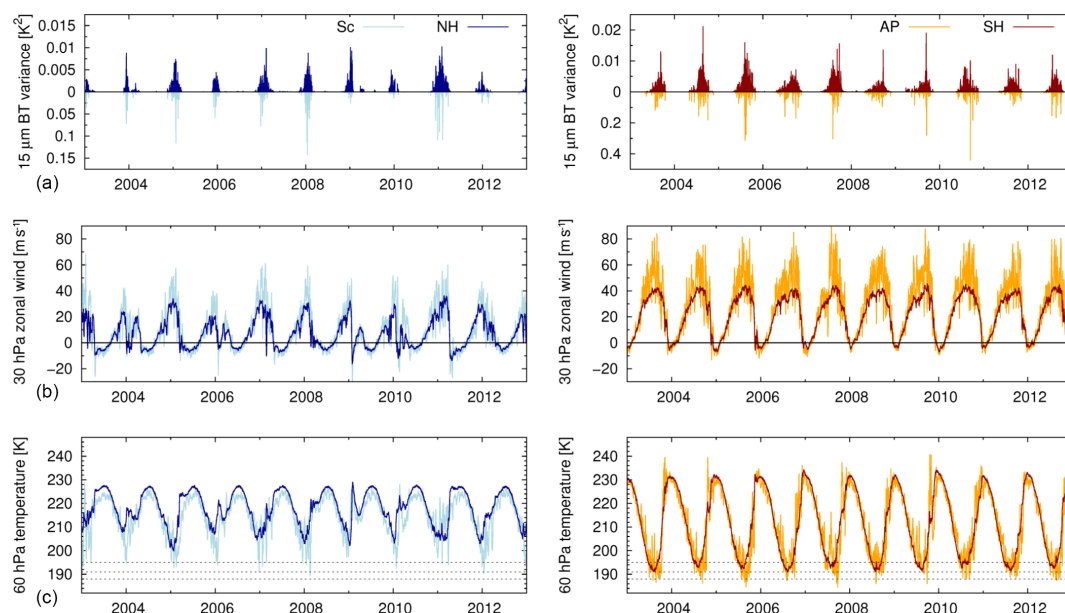 Sc NH
15 μm BT variance [K²]
0.015
0.01
0.005
0
0.05
0.1
0.15
2004 2006 2008 2010 2012
(a)
AP SH
15 μm BT variance [K²]
0.02
0.01
0
0.2
0.4
2004 2006 2008 2010 2012
30 hPa zonal wind [m s⁻¹]
80
60
40
20
0
−20
2004 2006 2008 2010 2012
(b)
30 hPa zonal wind [m s⁻¹]
80
60
40
20
0
−20
2004 2006 2008 2010 2012
60 hPa temperature [K]
240
230
220
210
200
190
2004 2006 2008 2010 2012
(c)
60 hPa temperature [K]
240
230
220
210
200
190
2004 2006 2008 2010 2012